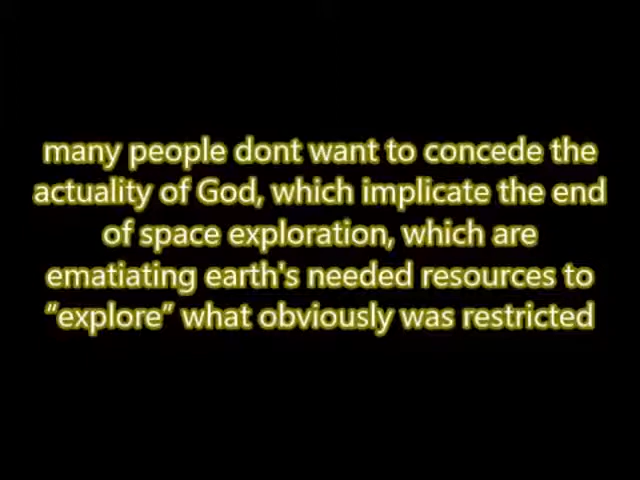 many people dont want to concede the
actuality of God, which implicate the end
of space exploration, which are
ematiating earth's needed resources to
“explore” what obviously was restricted